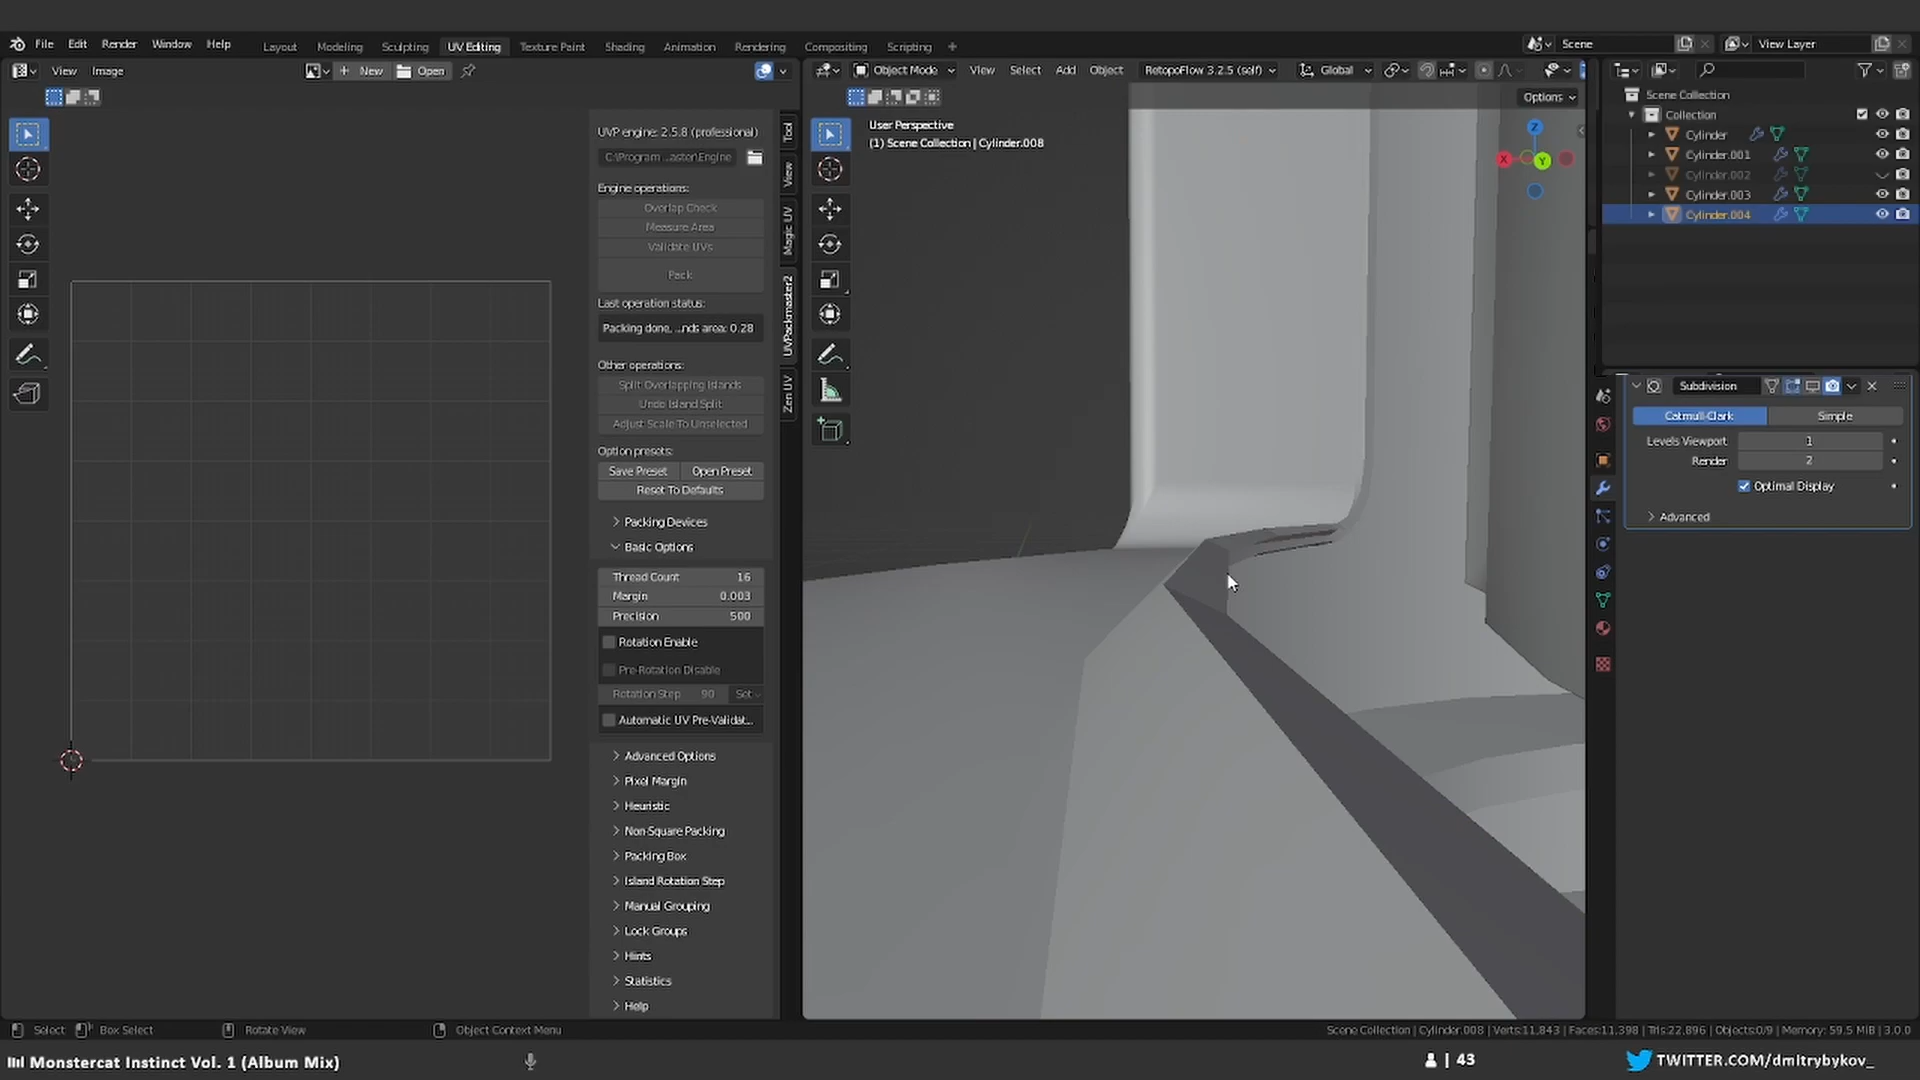 File Edit Render Window Help Layout Modeling Sculpting UV Editing Texture Paint Shading Animation Rendering Compositing Scripting +
Scene View Layer
View Image New Open
Object Mode View Select Add Object RetopoFlow 3.2.5 (self) Global
Options
User Perspective
(1) Scene Collection | Cylinder.008
Z
X
Y
UVP engine: 2.5.8 (professional)
C:\Program ...aster\Engine
Engine operations:
Overlap Check
Measure Area
Validate UVs
Pack
Last operation status:
Packing done, ...nds area: 0.28
Other operations:
Split Overlapping Islands
Undo Island Split
Adjust Scale To Unselected
Option presets:
Save Preset Open Preset
Reset To Defaults
Packing Devices
Basic Options
Thread Count 16
Margin 0.003
Precision 500
Rotation Enable
Pre-Rotation Disable
Rotation Step 90 Set
Automatic UV Pre-Validat...
Advanced Options
Pixel Margin
Heuristic
Non-Square Packing
Packing Box
Island Rotation Step
Manual Grouping
Lock Groups
Hints
Statistics
Help
Tool
View
Magic UV
UVPackmaster2
Zen UV
Scene Collection
Collection
Cylinder
Cylinder.001
Cylinder.002
Cylinder.003
Cylinder.004
Subdivision
Catmull-Clark Simple
Levels Viewport 1
Render 2
Optimal Display
Advanced
Select Box Select Rotate View Object Context Menu
Scene Collection | Cylinder.008 | Verts:11,843 | Faces:11,398 | Tris:22,896 | Objects:0/9 | Memory: 59.5 MiB | 3.0.0
Monstercat Instinct Vol. 1 (Album Mix)
| 43
TWITTER.COM/dmitrybykov_